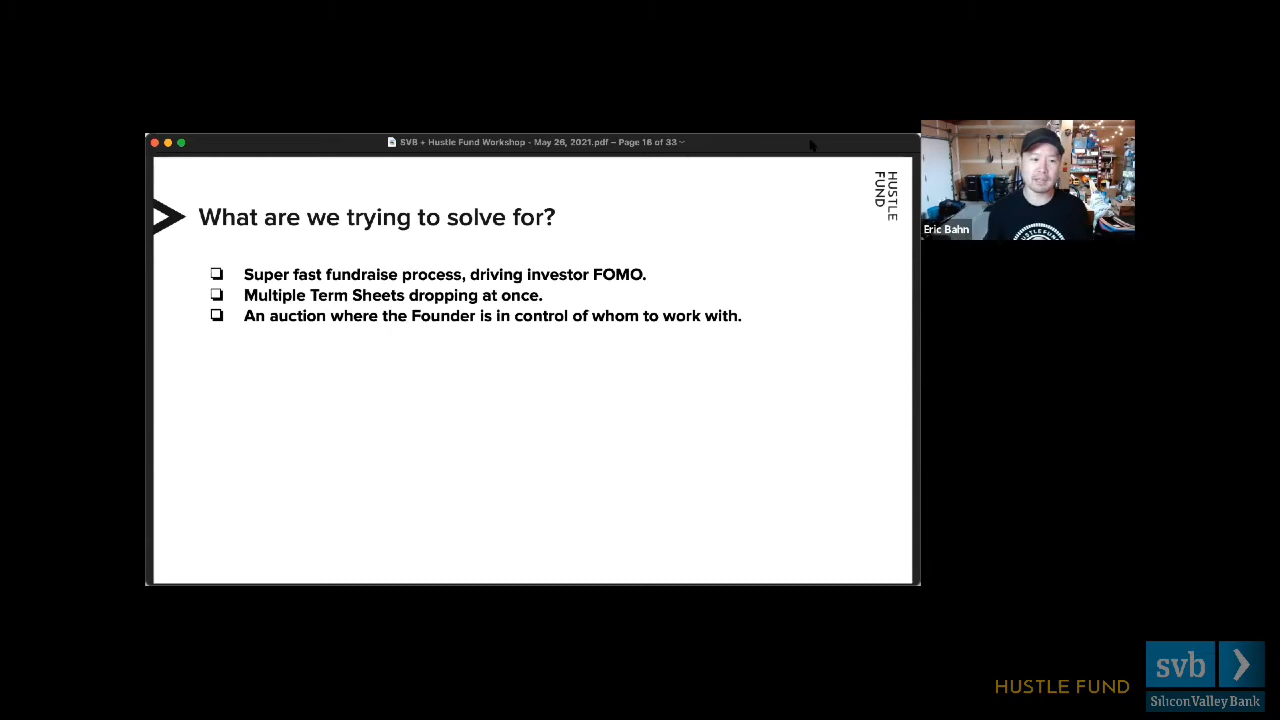 SVB + Hustle Fund Workshop - May 26, 2021.pdf – Page 16 of 33
HUSTLE
FUND
What are we trying to solve for?
Super fast fundraise process, driving investor FOMO.
Multiple Term Sheets dropping at once.
An auction where the Founder is in control of whom to work with.
Eric Bahn
HUSTLE FUND
svb
Silicon Valley Bank